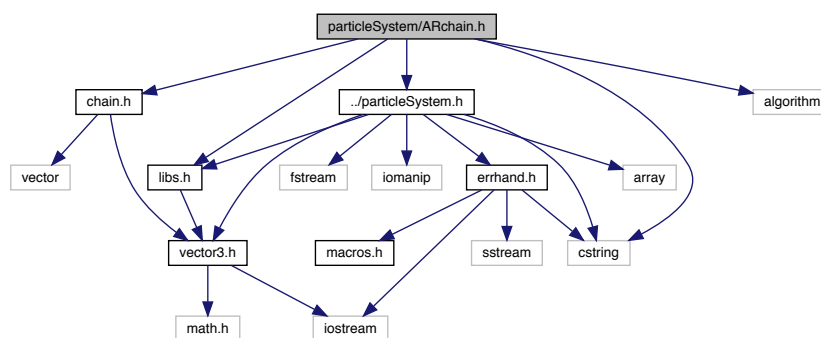 particleSystem/ARchain.h
chain.h
../particleSystem.h
algorithm
vector
libs.h
fstream
iomanip
errhand.h
array
vector3.h
macros.h
sstream
cstring
math.h
iostream